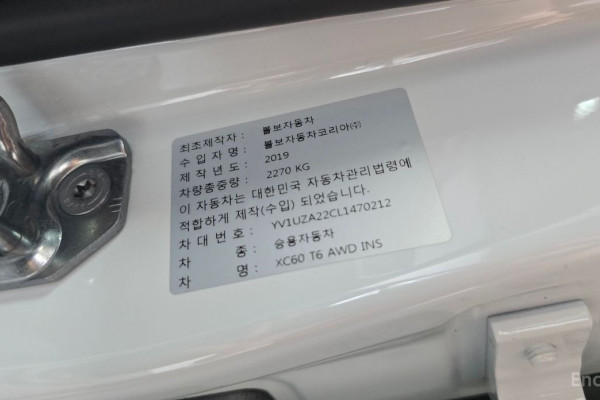 최초제작자 : 볼보자동차
수 입 자 명 : 볼보자동차코리아(주)
제 작 년 도 : 2019
차량총중량 : 2270 KG
이 자동차는 대한민국 자동차관리법령에
적합하게 제작(수입) 되었습니다.
차 대 번 호 : YV1UZA22CL1470212
차 종 : 승용자동차
차 명 : XC60 T6 AWD INS
Enc